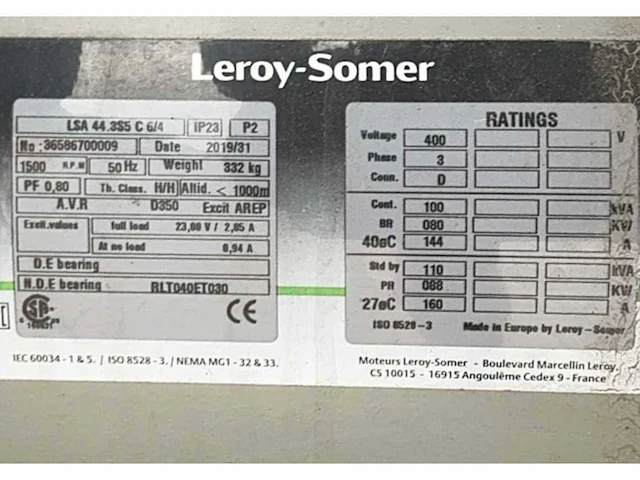 Leroy-Somer
LSA 44.3S5 C 6/4 IP23 P2
No :36586700009 Date 2019/31
1500 R.P.M 50 Hz Weight 332 kg
PF 0,80 Th. Class. H/H Altid. < 1000m
A.V.R D350 Excit AREP
Excit.values full load 23,00 V / 2,85 A
At no load 0,94 A
D.E bearing
N.D.E bearing RLT040ET030
CE
IEC 60034 - 1 & 5. / ISO 8528 - 3. / NEMA MG1 - 32 & 33.
RATINGS
Voltage 400 V
Phase 3
Conn. D
Cont. 100 kVA
BR 080 KW
40øC 144 A
Std by 110 kVA
PR 088 KW
27øC 160 A
ISO 8528 -3 Made in Europe by Leroy - Somer
Moteurs Leroy-Somer - Boulevard Marcellin Leroy,
CS 10015 - 16915 Angoulême Cedex 9 - France